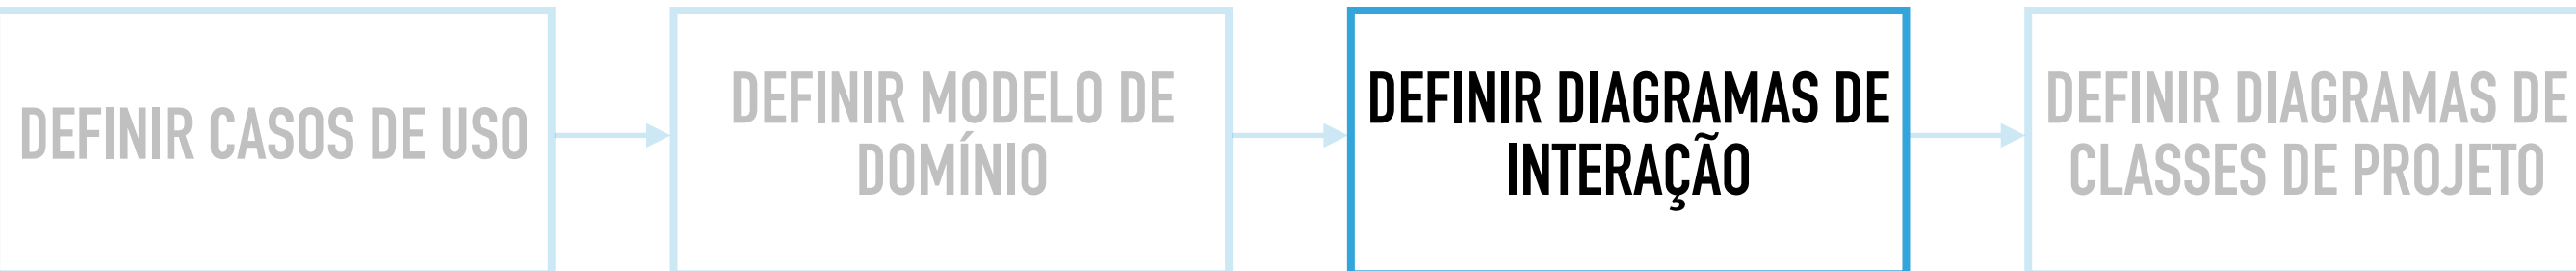 DEFINIR CASOS DE USO
DEFINIR MODELO DE
DOMÍNIO
DEFINIR DIAGRAMAS DE
INTERAÇÃO
DEFINIR DIAGRAMAS DE
CLASSES DE PROJETO